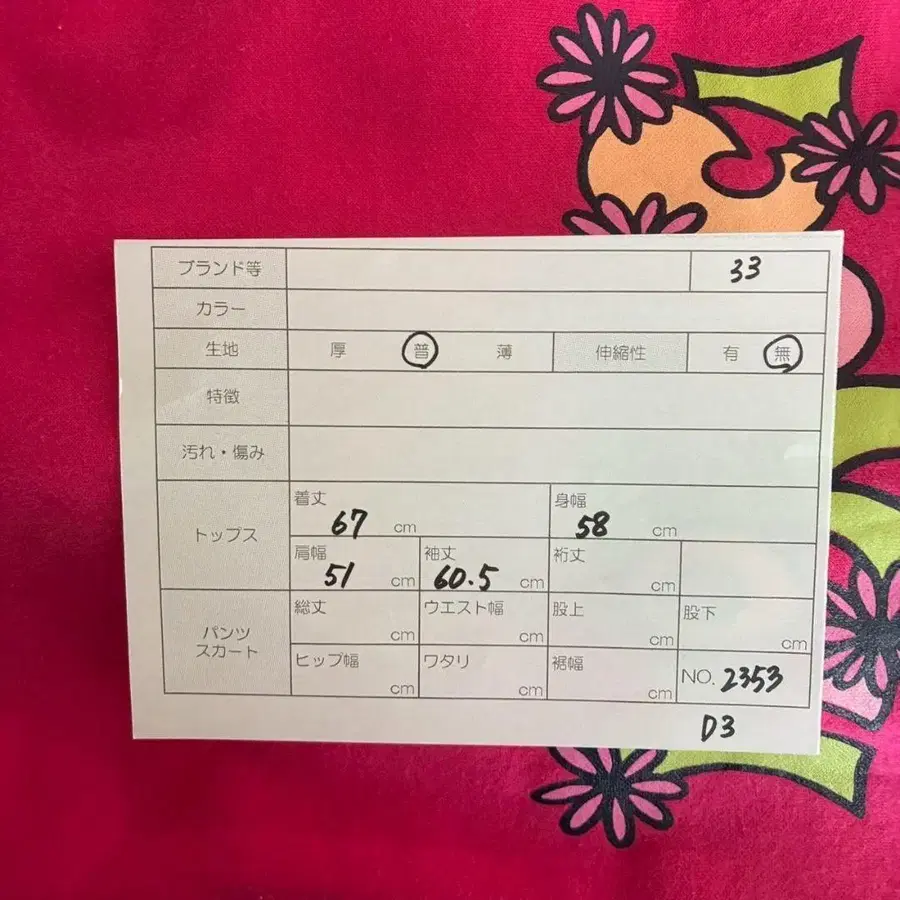 ブランド等 33
カラー
生地 厚 普 薄 伸縮性 有 無
特徴
汚れ・傷み
トップス
着丈 67 cm 身幅 58 cm
肩幅 51 cm 袖丈 60.5 cm 裄丈 cm
パンツ
スカート
総丈 cm ウエスト幅 cm 股上 cm 股下 cm
ヒップ幅 cm ワタリ cm 裾幅 cm NO. 2353
D3